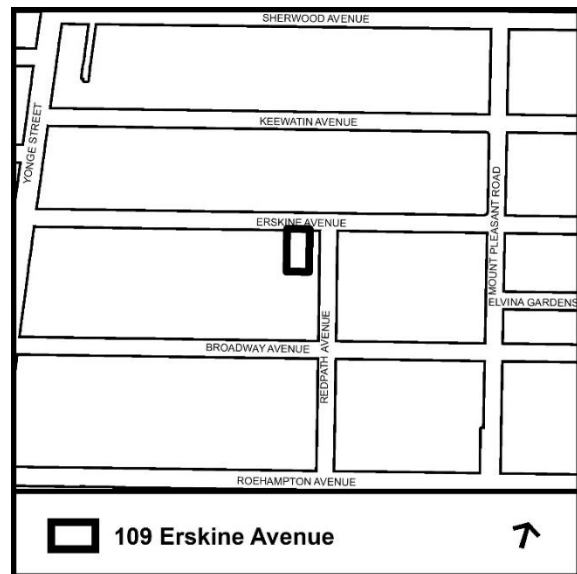 SHERWOOD AVENUE
KEEWATIN AVENUE
YONGE STREET
ERSKINE AVENUE
MOUNT PLEASANT ROAD
ELVINA GARDENS
BROADWAY AVENUE
REDPATH AVENUE
ROEHAMPTON AVENUE
109 Erskine Avenue